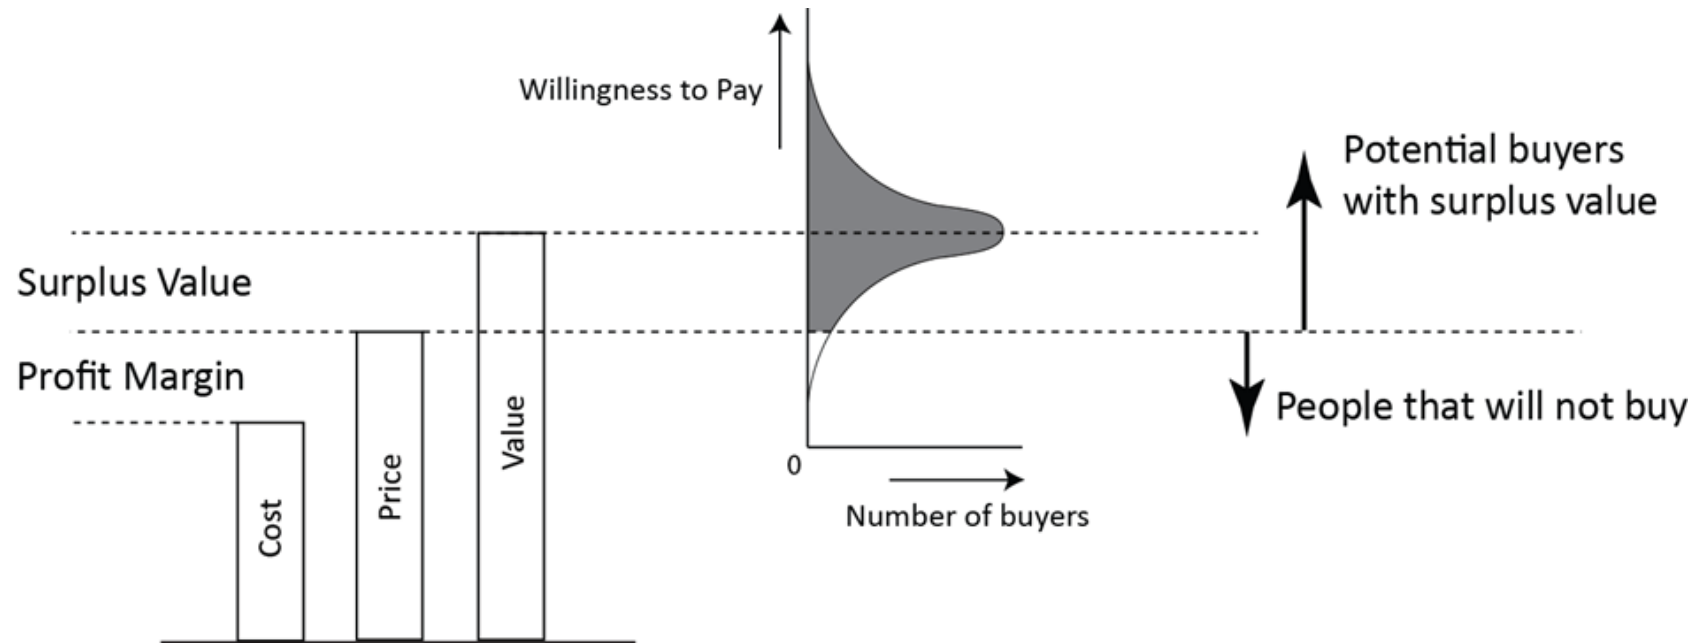 Willingness to Pay
Potential buyers
with surplus value
Surplus Value
Profit Margin
People that will not buy
Cost
Price
Value
0
Number of buyers